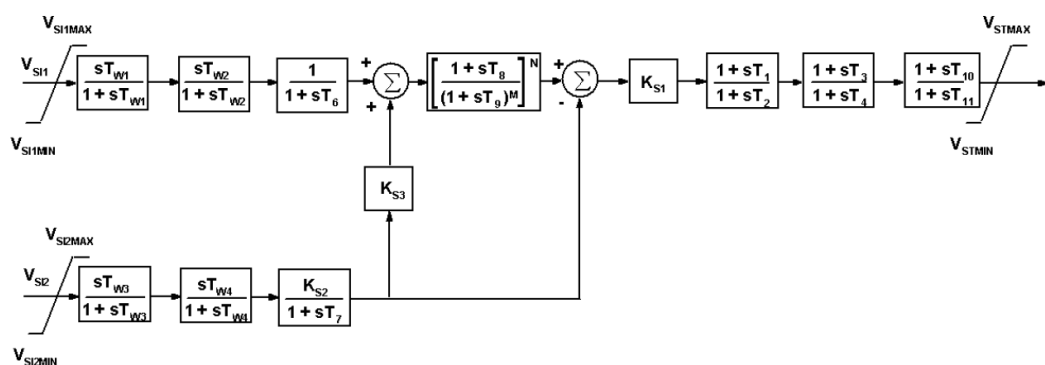 V_SI1MAX
V_SI1
V_SI1MIN
sT_W1
1 + sT_W1
sT_W2
1 + sT_W2
1
1 + sT_6
+
Σ
+
[1 + sT_8
(1 + sT_9)^M]^N
+
Σ
-
K_S1
1 + sT_1
1 + sT_2
1 + sT_3
1 + sT_4
1 + sT_10
1 + sT_11
V_STMAX
V_STMIN
K_S3
V_SI2MAX
V_SI2
V_SI2MIN
sT_W3
1 + sT_W3
sT_W4
1 + sT_W4
K_S2
1 + sT_7